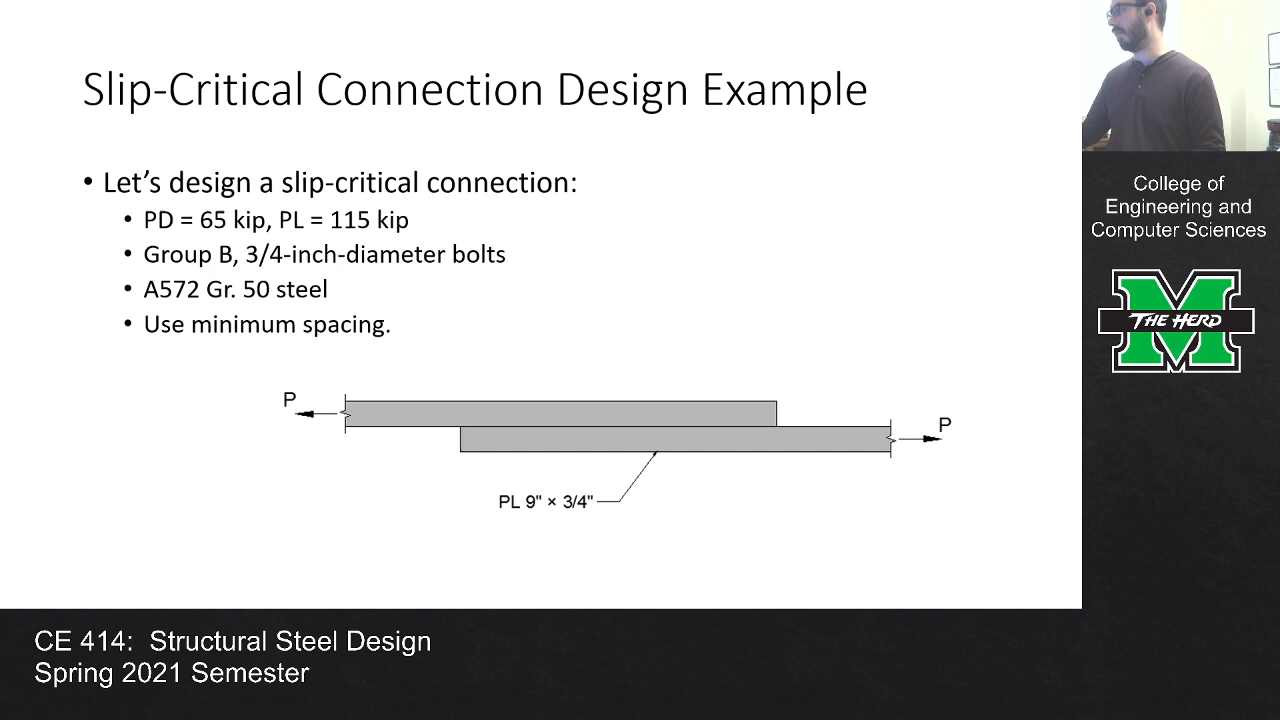 Slip-Critical Connection Design Example
• Let’s design a slip-critical connection:
• PD = 65 kip, PL = 115 kip
• Group B, 3/4-inch-diameter bolts
• A572 Gr. 50 steel
• Use minimum spacing.
P
P
PL 9" × 3/4"
College of
Engineering and
Computer Sciences
THE HERD
CE 414: Structural Steel Design
Spring 2021 Semester